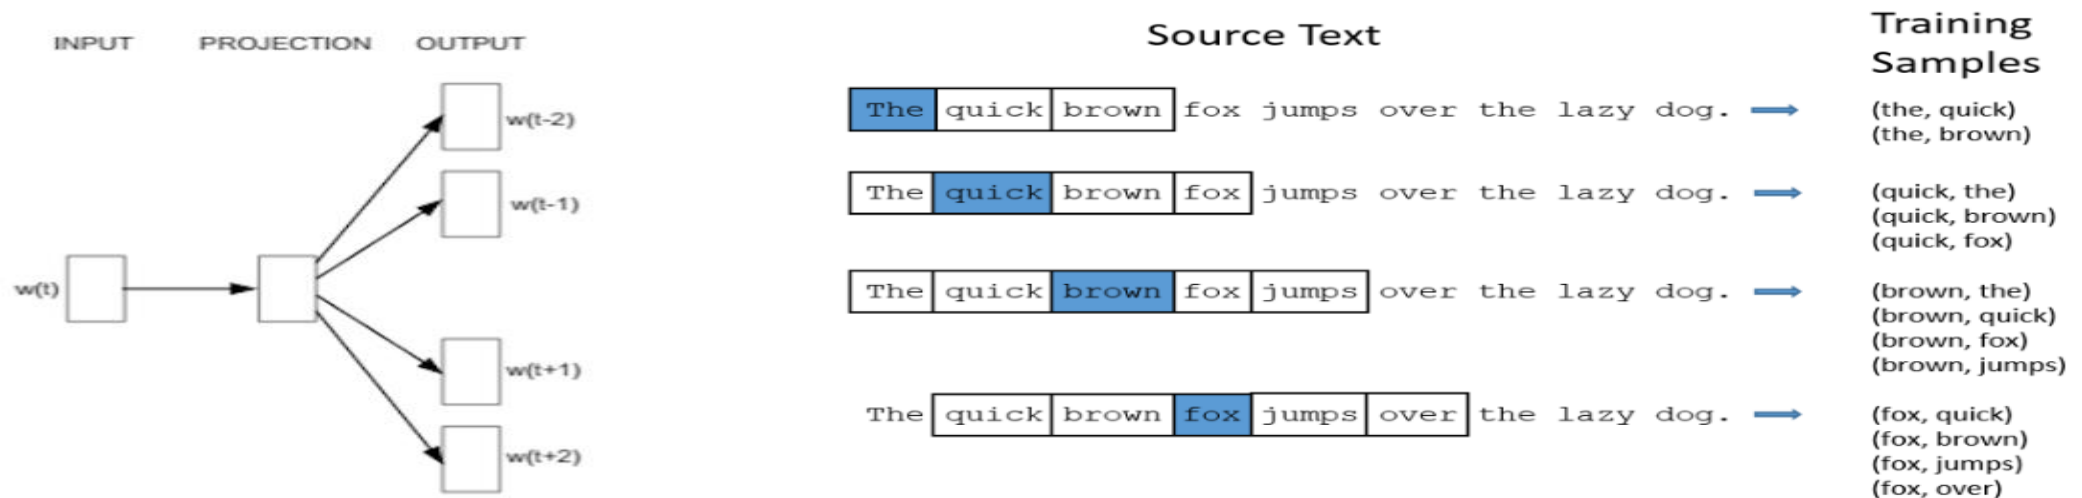 INPUT PROJECTION OUTPUT
w(t-2)
w(t-1)
w(t)
w(t+1)
w(t+2)
Source Text
Training
Samples
The quick brown fox jumps over the lazy dog.
(the, quick)
(the, brown)
The quick brown fox jumps over the lazy dog.
(quick, the)
(quick, brown)
(quick, fox)
The quick brown fox jumps over the lazy dog.
(brown, the)
(brown, quick)
(brown, fox)
(brown, jumps)
The quick brown fox jumps over the lazy dog.
(fox, quick)
(fox, brown)
(fox, jumps)
(fox, over)